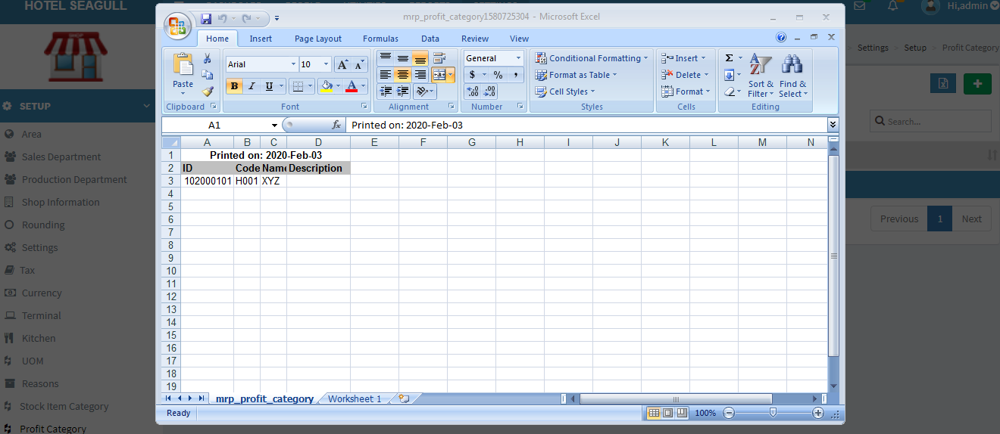 HOTEL SEAGULL
Hi,admin
mrp_profit_category1580725304 - Microsoft Excel
Home Insert Page Layout Formulas Data Review View
Settings > Setup > Profit Category
Paste
Clipboard
Arial 10
B I U
Font
Alignment
General
$ % ,
Number
Conditional Formatting
Format as Table
Cell Styles
Styles
Insert
Delete
Format
Cells
Σ
Sort & Filter
Find & Select
Editing
A1 fx Printed on: 2020-Feb-03
A B C D E F G H I J K L M N
1 Printed on: 2020-Feb-03
2 ID Code Name Description
3 102000101 H001 XYZ
4
5
6
7
8
9
10
11
12
13
14
15
16
17
18
19
mrp_profit_category Worksheet 1
Ready 100%
SETUP
Area
Sales Department
Production Department
Shop Information
Rounding
Settings
Tax
Currency
Terminal
Kitchen
UOM
Reasons
Stock Item Category
Profit Category
Search...
Previous 1 Next